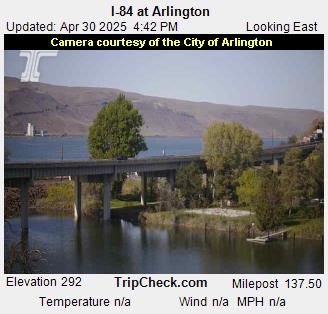 I-84 at Arlington
Updated: Apr 30 2025 4:42 PM Looking East
Camera courtesy of the City of Arlington
Elevation 292 TripCheck.com Milepost 137.50
Temperature n/a Wind n/a MPH n/a